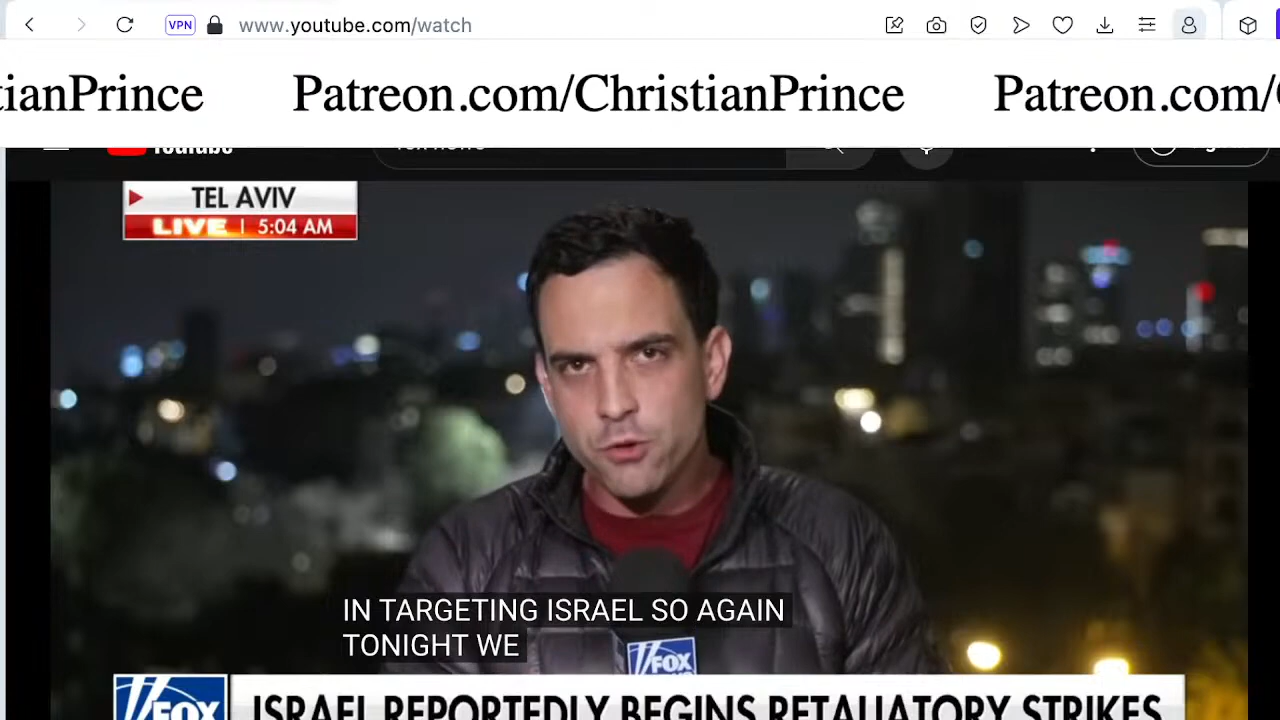 VPN
www.youtube.com/watch
tianPrince Patreon.com/ChristianPrince Patreon.com/
TEL AVIV
LIVE | 5:04 AM
IN TARGETING ISRAEL SO AGAIN
TONIGHT WE
FOX
FOX ISRAEL REPORTEDLY BEGINS RETALIATORY STRIKES